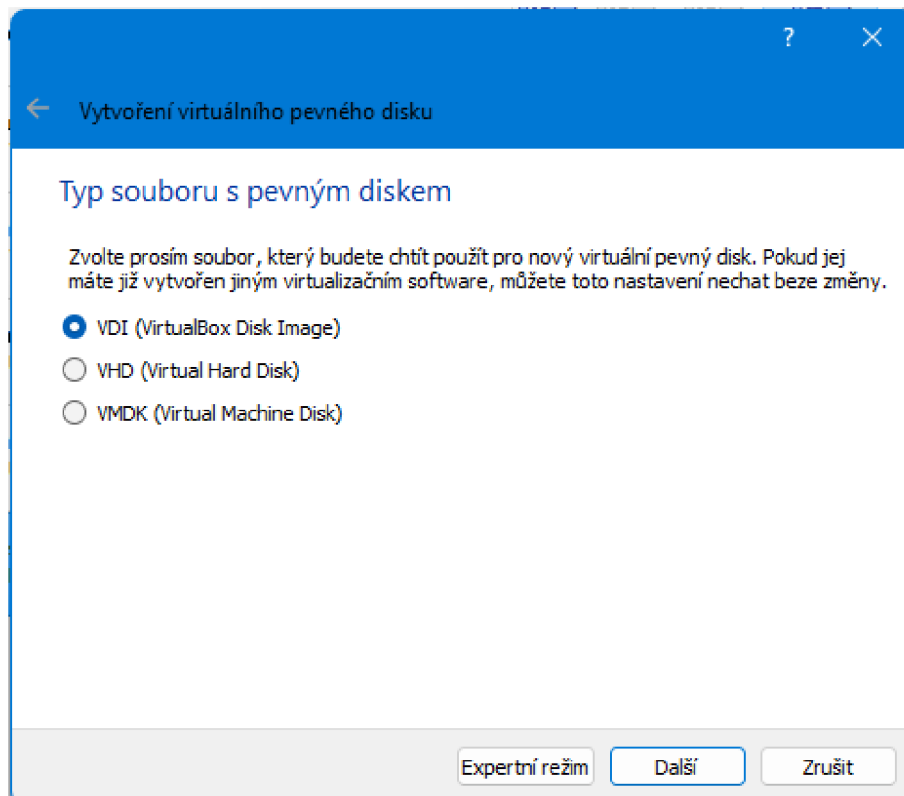 ?
Vytvoření virtuálního pevného disku
Typ souboru s pevným diskem
Zvolte prosím soubor, který budete chtít použít pro nový virtuální pevný disk. Pokud jej
máte již vytvořen jiným virtualizačním software, můžete toto nastavení nechat beze změny.
VDI (VirtualBox Disk Image)
VHD (Virtual Hard Disk)
VMDK (Virtual Machine Disk)
Expertní režim Další Zrušit